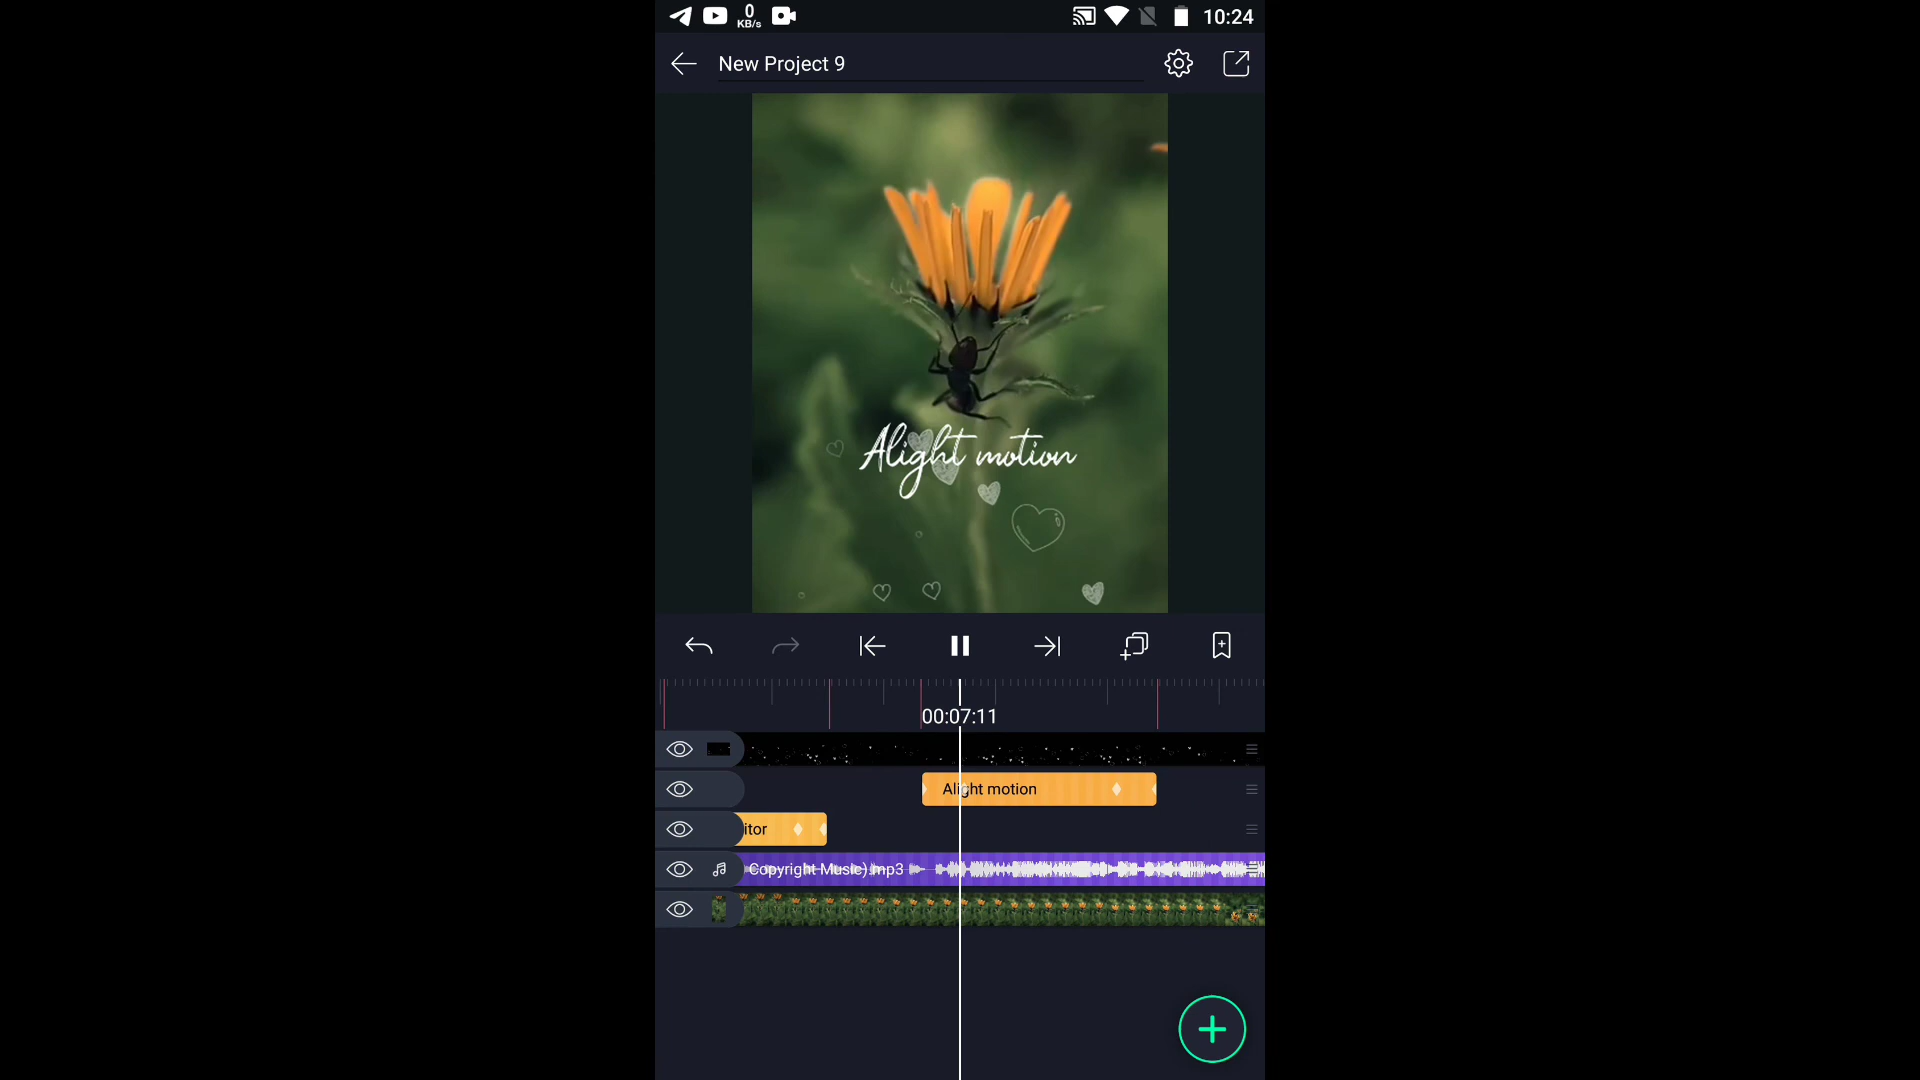 0
KB/s
10:24
New Project 9
Alight motion
00:07:11
Alight motion
itor
Copyright Music).mp3